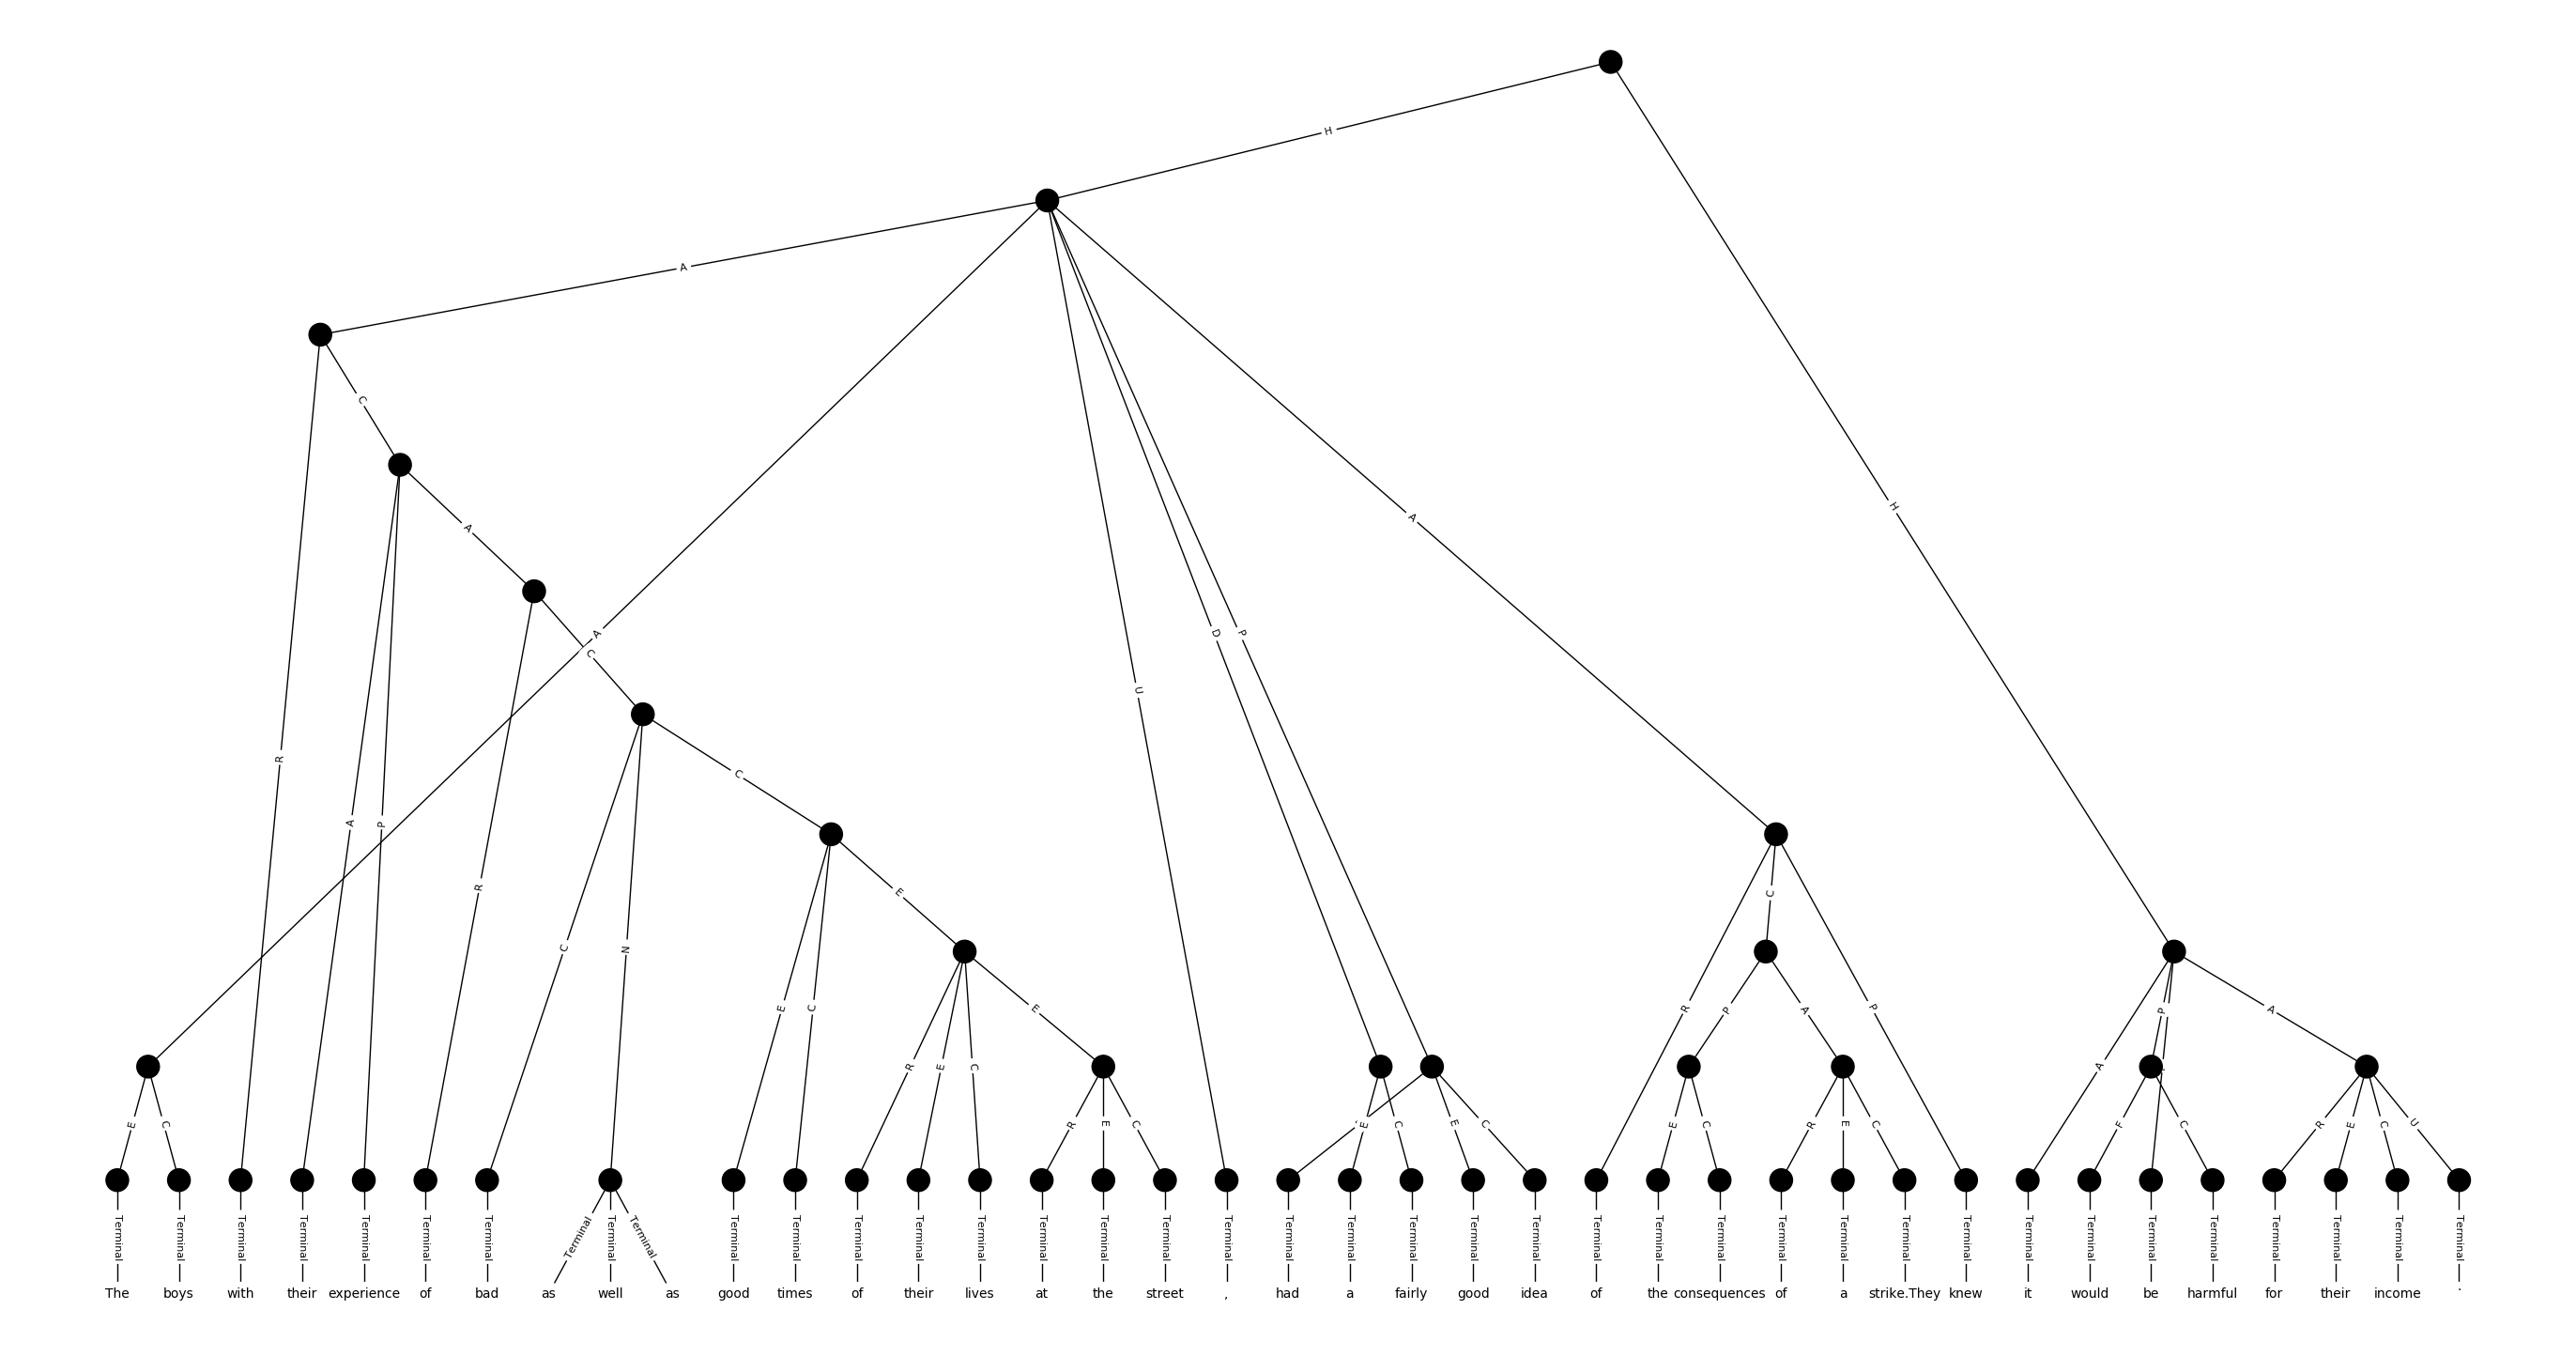 H
A
C
A
H
A
A
C
D
P
U
R
C
A
P
R
E
C
C
N
E
C
R
P
A
P
P
A
E
R
E
C
E
A
E
C
R
E
C
E
C
E
C
E
C
R
E
C
F
C
R
E
C
U
Terminal Terminal Terminal Terminal Terminal Terminal Terminal Terminal Terminal Terminal Terminal Terminal Terminal Terminal Terminal Terminal Terminal Terminal Terminal Terminal Terminal Terminal Terminal Terminal Terminal Terminal Terminal Terminal Terminal Terminal Terminal Terminal Terminal Terminal Terminal Terminal Terminal Terminal Terminal
The boys with their experience of bad as well as good times of their lives at the street , had a fairly good idea of the consequences of a strike.They knew it would be harmful for their income .